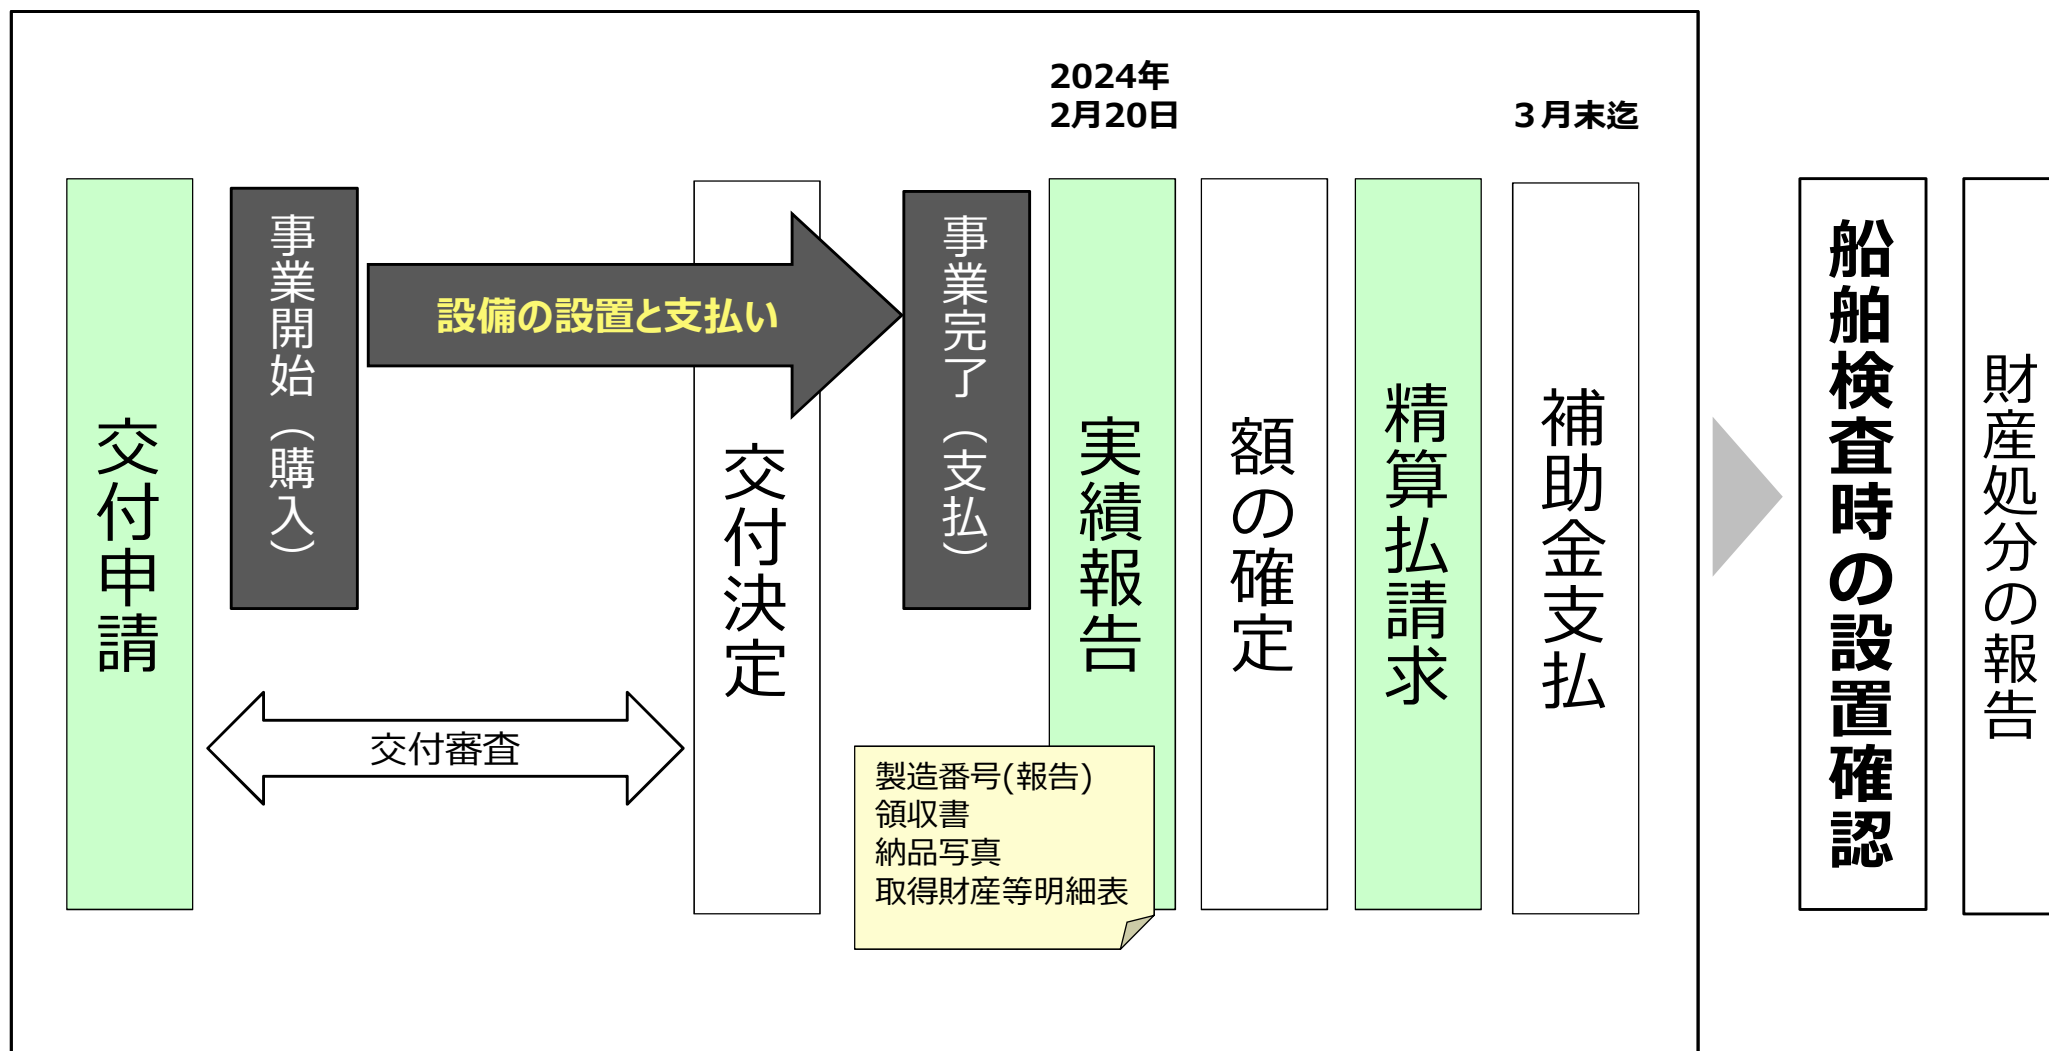 2024年
2月20日
３月末迄
交付申請
事業開始（購入）
設備の設置と支払い
交付決定
事業完了（支払）
実績報告
額の確定
精算払請求
補助金支払
船舶検査時の設置確認
財産処分の報告
交付審査
製造番号(報告)
領収書
納品写真
取得財産等明細表